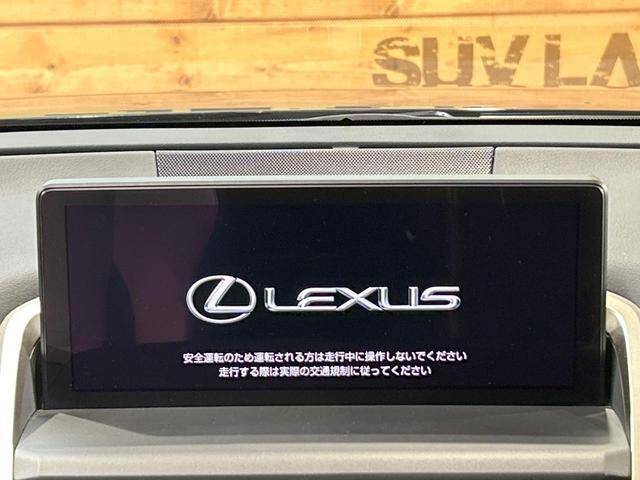 SUV LA
LEXUS
安全運転のため運転される方は走行中に操作しないでください
走行する際は実際の交通規制に従ってください